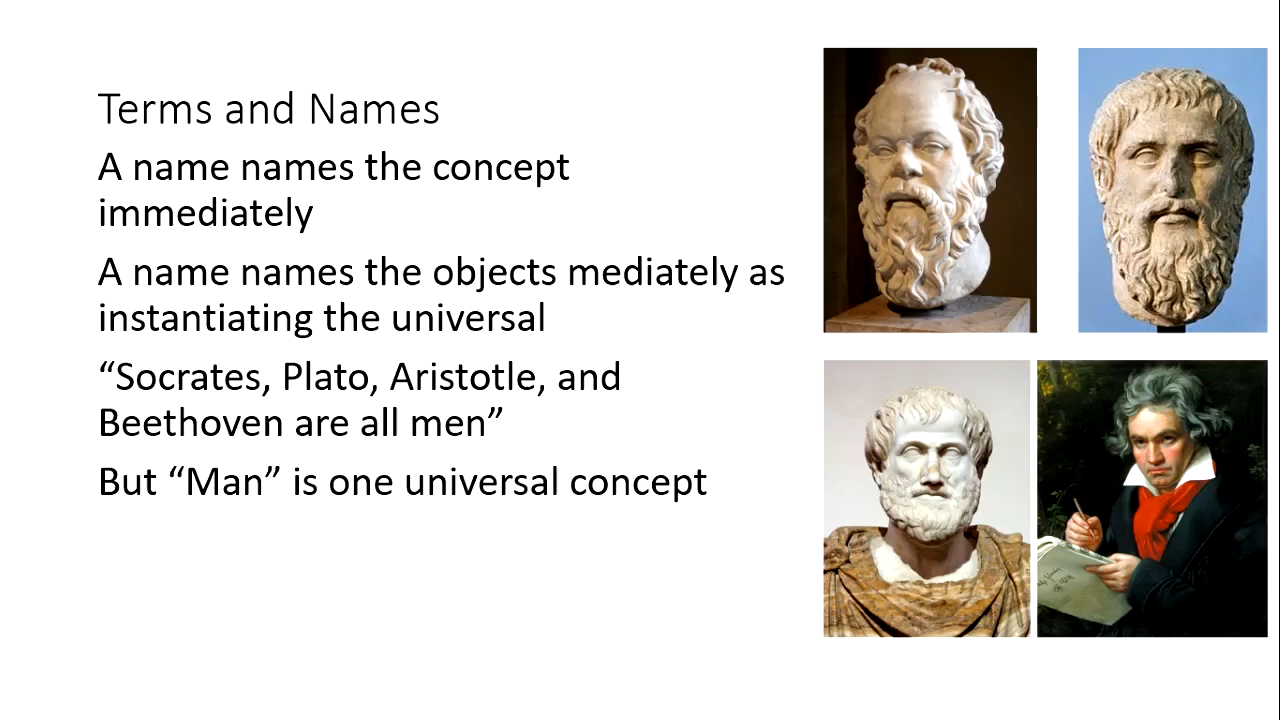 Terms and Names
A name names the concept
immediately
A name names the objects mediately as
instantiating the universal
“Socrates, Plato, Aristotle, and
Beethoven are all men”
But “Man” is one universal concept